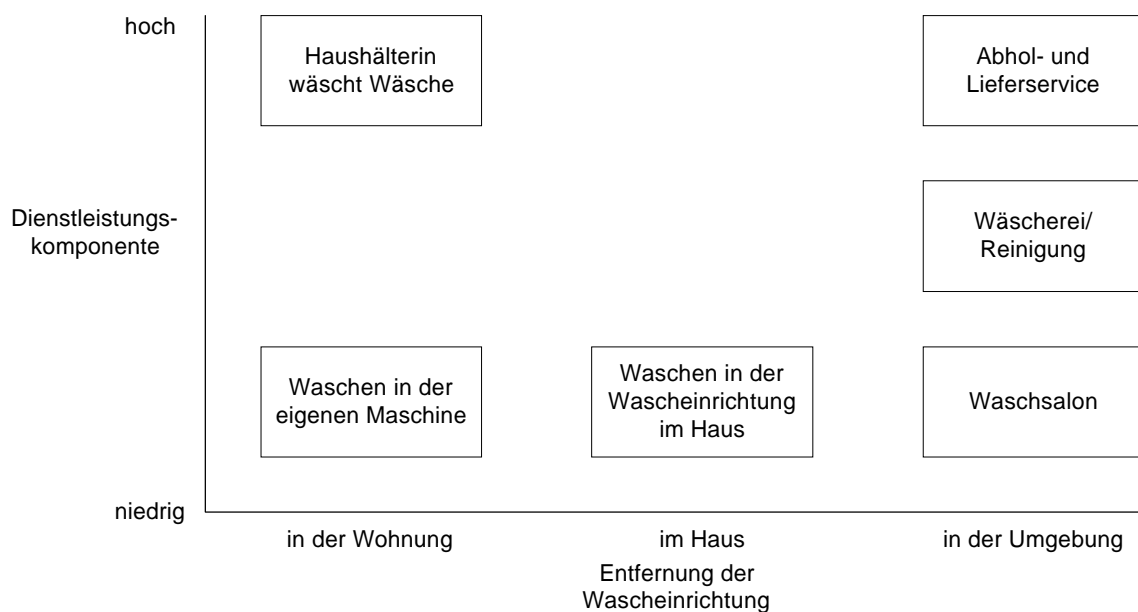 hoch
Haushälterin
wäscht Wäsche
Abhol- und
Lieferservice
Dienstleistungs-
komponente
Wäscherei/
Reinigung
Waschen in der
eigenen Maschine
Waschen in der
Wascheinrichtung
im Haus
Waschsalon
niedrig
in der Wohnung
im Haus
in der Umgebung
Entfernung der
Wascheinrichtung